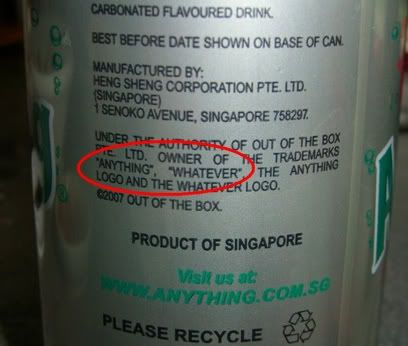 CARBONATED FLAVOURED DRINK.
BEST BEFORE DATE SHOWN ON BASE OF CAN.
MANUFACTURED BY:
HENG SHENG CORPORATION PTE. LTD.
(SINGAPORE)
1 SENOKO AVENUE, SINGAPORE 758297.
UNDER THE AUTHORITY OF OUT OF THE BOX
PTE. LTD. OWNER OF THE TRADEMARKS
"ANYTHING", "WHATEVER", THE ANYTHING
LOGO AND THE WHATEVER LOGO.
©2007 OUT OF THE BOX.
PRODUCT OF SINGAPORE
Visit us at:
WWW.ANYTHING.COM.SG
PLEASE RECYCLE